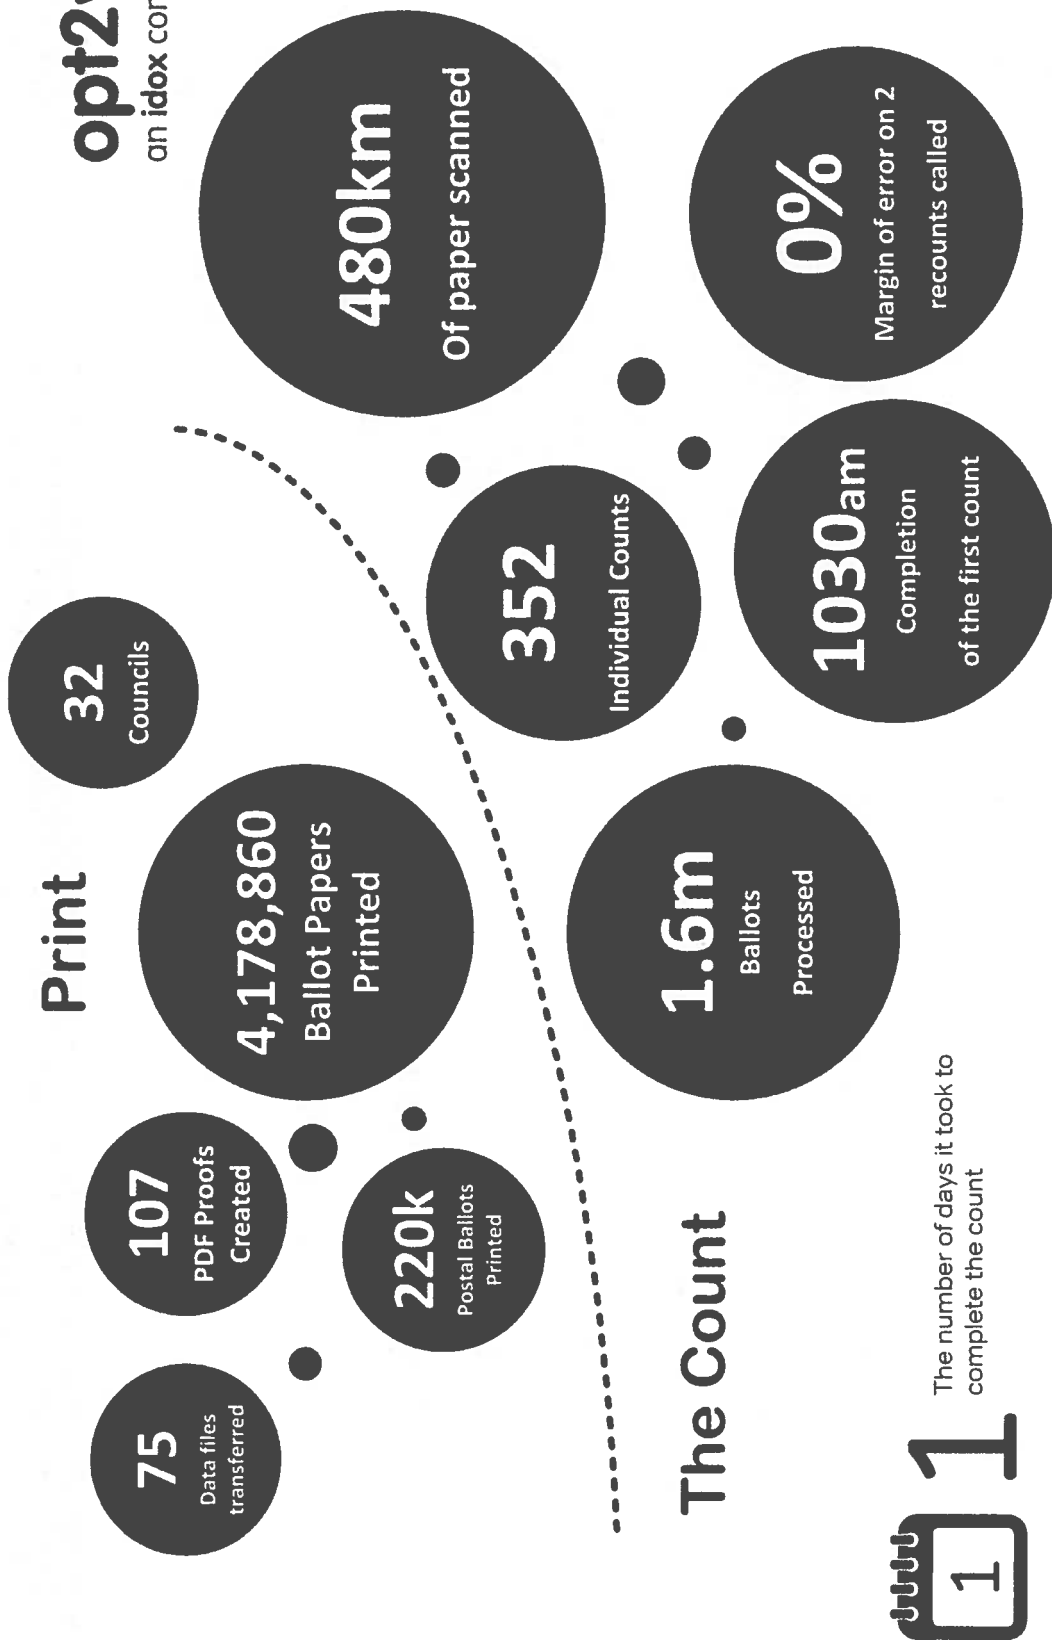 Print
75
Data files
transferred
107
PDF Proofs
Created
220k
Postal Ballots
Printed
4,178,860
Ballot Papers
Printed
32
Councils
an idox
The Count
1
1
The number of days it took to
complete the count
1.6m
Ballots
Processed
352
Individual Counts
1030am
Completion
of the first count
480km
of paper scanned
0%
Margin of error on 2
recounts called